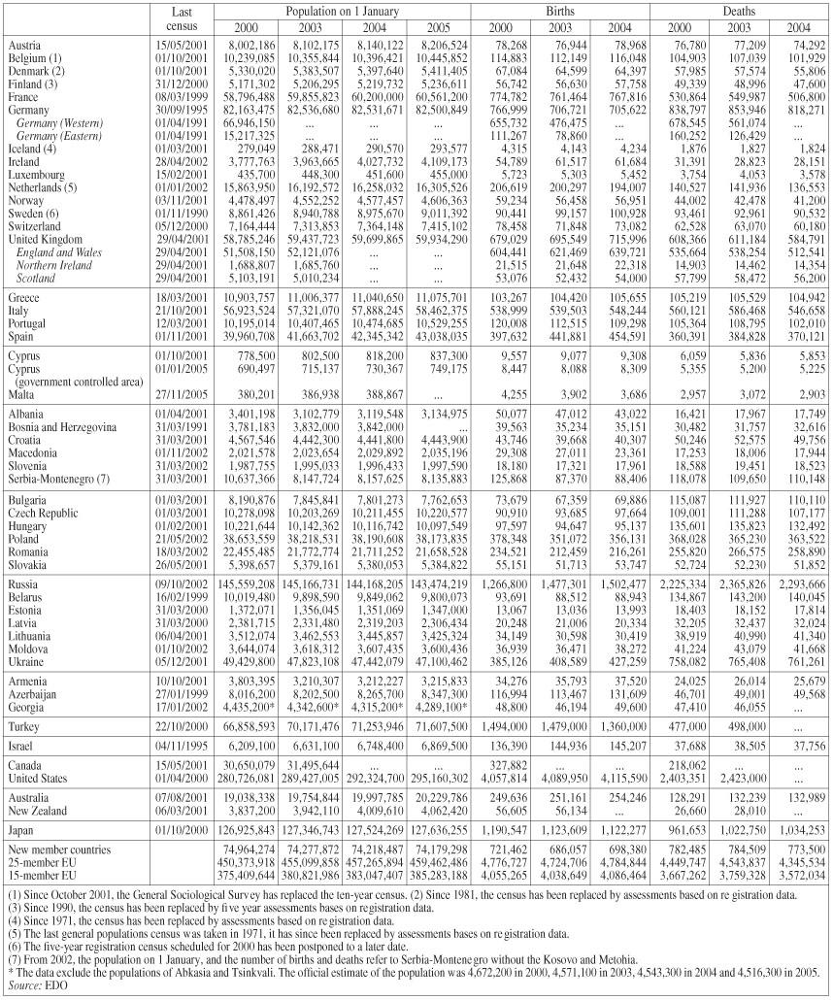 Last census Population on 1 January Births Deaths
2000 2003 2004 2005 2000 2003 2004 2000 2003 2004
Austria 15/05/2001 8,002,186 8,102,175 8,140,122 8,206,524 78,268 76,944 78,968 76,780 77,209 74,292
Belgium (1) 01/10/2001 10,239,085 10,355,844 10,396,421 10,445,852 114,883 112,149 116,048 104,903 107,039 101,929
Denmark (2) 01/10/2001 5,330,020 5,383,507 5,397,640 5,411,405 67,084 64,599 64,397 57,985 57,574 55,806
Finland (3) 31/12/2000 5,171,302 5,206,295 5,219,732 5,236,611 56,742 56,630 57,758 49,339 48,996 47,600
France 08/03/1999 58,796,488 59,855,823 60,200,000 60,561,200 774,782 761,464 767,816 530,864 549,987 506,800
Germany 30/09/1995 82,163,475 82,536,680 82,531,671 82,500,849 766,999 706,721 705,622 838,797 853,946 818,271
Germany (Western) 01/04/1991 66,946,150 ... ... ... 655,732 476,475 ... 678,545 561,074 ...
Germany (Eastern) 01/04/1991 15,217,325 ... ... ... 111,267 78,860 ... 160,252 126,429 ...
Iceland (4) 01/03/2001 279,049 288,471 290,570 293,577 4,315 4,143 4,234 1,876 1,827 1,824
Ireland 28/04/2002 3,777,763 3,963,665 4,027,732 4,109,173 54,789 61,517 61,684 31,391 28,823 28,151
Luxembourg 15/02/2001 435,700 448,300 451,600 455,000 5,723 5,303 5,452 3,754 4,053 3,578
Netherlands (5) 01/01/2002 15,863,950 16,192,572 16,258,032 16,305,526 206,619 200,297 194,007 140,527 141,936 136,553
Norway 03/11/2001 4,478,497 4,552,252 4,577,457 4,606,363 59,234 56,458 56,951 44,002 42,478 41,200
Sweden (6) 01/11/1990 8,861,426 8,940,788 8,975,670 9,011,392 90,441 99,157 100,928 93,461 92,961 90,532
Switzerland 05/12/2000 7,164,444 7,313,853 7,364,148 7,415,102 78,458 71,848 73,082 62,528 63,070 60,180
United Kingdom 29/04/2001 58,785,246 59,437,723 59,699,865 59,934,290 679,029 695,549 715,996 608,366 611,184 584,791
England and Wales 29/04/2001 51,508,150 52,121,076 ... ... 604,441 621,469 639,721 535,664 538,254 512,541
Northern Ireland 29/04/2001 1,688,807 1,685,760 ... ... 21,515 21,648 22,318 14,903 14,462 14,354
Scotland 29/04/2001 5,103,191 5,010,234 ... ... 53,076 52,432 54,000 57,799 58,472 56,200
Greece 18/03/2001 10,903,757 11,006,377 11,040,650 11,075,701 103,267 104,420 105,655 105,219 105,529 104,942
Italy 21/10/2001 56,923,524 57,321,070 57,888,245 58,462,375 538,999 539,503 548,244 560,121 586,468 546,658
Portugal 12/03/2001 10,195,014 10,407,465 10,474,685 10,529,255 120,008 112,515 109,298 105,364 108,795 102,010
Spain 01/11/2001 39,960,708 41,663,702 42,345,342 43,038,035 397,632 441,881 454,591 360,391 384,828 370,121
Cyprus 01/10/2001 778,500 802,500 818,200 837,300 9,557 9,077 9,308 6,059 5,836 5,853
Cyprus 01/01/2005 690,497 715,137 730,367 749,175 8,447 8,088 8,309 5,355 5,200 5,225
(government controlled area)
Malta 27/11/2005 380,201 386,938 388,867 ... 4,255 3,902 3,686 2,957 3,072 2,903
Albania 01/04/2001 3,401,198 3,102,779 3,119,548 3,134,975 50,077 47,012 43,022 16,421 17,967 17,749
Bosnia and Herzegovina 31/03/1991 3,781,183 3,832,000 3,842,000 ... 39,563 35,234 35,151 30,482 31,757 32,616
Croatia 31/03/2001 4,567,546 4,442,300 4,441,800 4,443,900 43,746 39,668 40,307 50,246 52,575 49,756
Macedonia 01/11/2002 2,021,578 2,023,654 2,029,892 2,035,196 29,308 27,011 23,361 17,253 18,006 17,944
Slovenia 31/03/2002 1,987,755 1,995,033 1,996,433 1,997,590 18,180 17,321 17,961 18,588 19,451 18,523
Serbia-Montenegro (7) 31/03/2001 10,637,366 8,147,724 8,157,625 8,135,883 125,868 87,370 88,406 118,078 109,650 110,148
Bulgaria 01/03/2001 8,190,876 7,845,841 7,801,273 7,762,653 73,679 67,359 69,886 115,087 111,927 110,110
Czech Republic 01/03/2001 10,278,098 10,203,269 10,211,455 10,220,577 90,910 93,685 97,664 109,001 111,288 107,177
Hungary 01/02/2001 10,221,644 10,142,362 10,116,742 10,097,549 97,597 94,647 95,137 135,601 135,823 132,492
Poland 21/05/2002 38,653,559 38,218,531 38,190,608 38,173,835 378,348 351,072 356,131 368,028 365,230 363,522
Romania 18/03/2002 22,455,485 21,772,774 21,711,252 21,658,528 234,521 212,459 216,261 255,820 266,575 258,890
Slovakia 26/05/2001 5,398,657 5,379,161 5,380,053 5,384,822 55,151 51,713 53,747 52,724 52,230 51,852
Russia 09/10/2002 145,559,208 145,166,731 144,168,205 143,474,219 1,266,800 1,477,301 1,502,477 2,225,334 2,365,826 2,293,666
Belarus 16/02/1999 10,019,480 9,898,590 9,849,062 9,800,073 93,691 88,512 88,943 134,867 143,200 140,045
Estonia 31/03/2000 1,372,071 1,356,045 1,351,069 1,347,000 13,067 13,036 13,993 18,403 18,152 17,814
Latvia 31/03/2000 2,381,715 2,331,480 2,319,203 2,306,434 20,248 21,006 20,334 32,205 32,437 32,024
Lithuania 06/04/2001 3,512,074 3,462,553 3,445,857 3,425,324 34,149 30,598 30,419 38,919 40,990 41,340
Moldova 01/10/2002 3,644,074 3,618,312 3,607,435 3,600,436 36,939 36,471 38,272 41,224 43,079 41,668
Ukraine 05/12/2001 49,429,800 47,823,108 47,442,079 47,100,462 385,126 408,589 427,259 758,082 765,408 761,261
Armenia 10/10/2001 3,803,395 3,210,307 3,212,227 3,215,833 34,276 35,793 37,520 24,025 26,014 25,679
Azerbaijan 27/01/1999 8,016,200 8,202,500 8,265,700 8,347,300 116,994 113,467 131,609 46,701 49,001 49,568
Georgia 17/01/2002 4,435,200* 4,342,600* 4,315,200* 4,289,100* 48,800 46,194 49,600 47,410 46,055 ...
Turkey 22/10/2000 66,858,593 70,171,476 71,253,946 71,607,500 1,494,000 1,479,000 1,360,000 477,000 498,000 ...
Israel 04/11/1995 6,209,100 6,631,100 6,748,400 6,869,500 136,390 144,936 145,207 37,688 38,505 37,756
Canada 15/05/2001 30,650,079 31,495,644 ... ... 327,882 ... ... 218,062 ... ...
United States 01/04/2000 280,726,081 289,427,005 292,324,700 295,160,302 4,057,814 4,089,950 4,115,590 2,403,351 2,423,000 ...
Australia 07/08/2001 19,038,338 19,754,844 19,997,785 20,229,786 249,636 251,161 254,246 128,291 132,239 132,989
New Zealand 06/03/2001 3,837,200 3,942,110 4,009,610 4,062,420 56,605 56,134 ... 26,660 28,010 ...
Japan 01/10/2000 126,925,843 127,346,743 127,524,269 127,636,255 1,190,547 1,123,609 1,122,277 961,653 1,022,750 1,034,253
New member countries 74,964,274 74,277,872 74,218,487 74,179,298 721,462 686,057 698,380 782,485 784,509 773,500
25-member EU 450,373,918 455,099,858 457,265,894 459,462,486 4,776,727 4,724,706 4,784,844 4,449,747 4,543,837 4,345,534
15-member EU 375,409,644 380,821,986 383,047,407 385,283,188 4,055,265 4,038,649 4,086,464 3,667,262 3,759,328 3,572,034
(1) Since October 2001, the General Sociological Survey has replaced the ten-year census. (2) Since 1981, the census has been replaced by assessments based on registration data.
(3) Since 1990, the census has been replaced by five year assessments bases on registration data.
(4) Since 1971, the census has been replaced by assessments based on registration data.
(5) The last general populations census was taken in 1971, it has since been replaced by assessments bases on registration data.
(6) The five-year registration census scheduled for 2000 has been postponed to a later date.
(7) From 2002, the population on 1 January, and the number of births and deaths refer to Serbia-Montenegro without the Kosovo and Metohia.
* The data exclude the populations of Abkasia and Tsinkvali. The official estimate of the population was 4,672,200 in 2000, 4,571,100 in 2003, 4,543,300 in 2004 and 4,516,300 in 2005.
Source: EDO